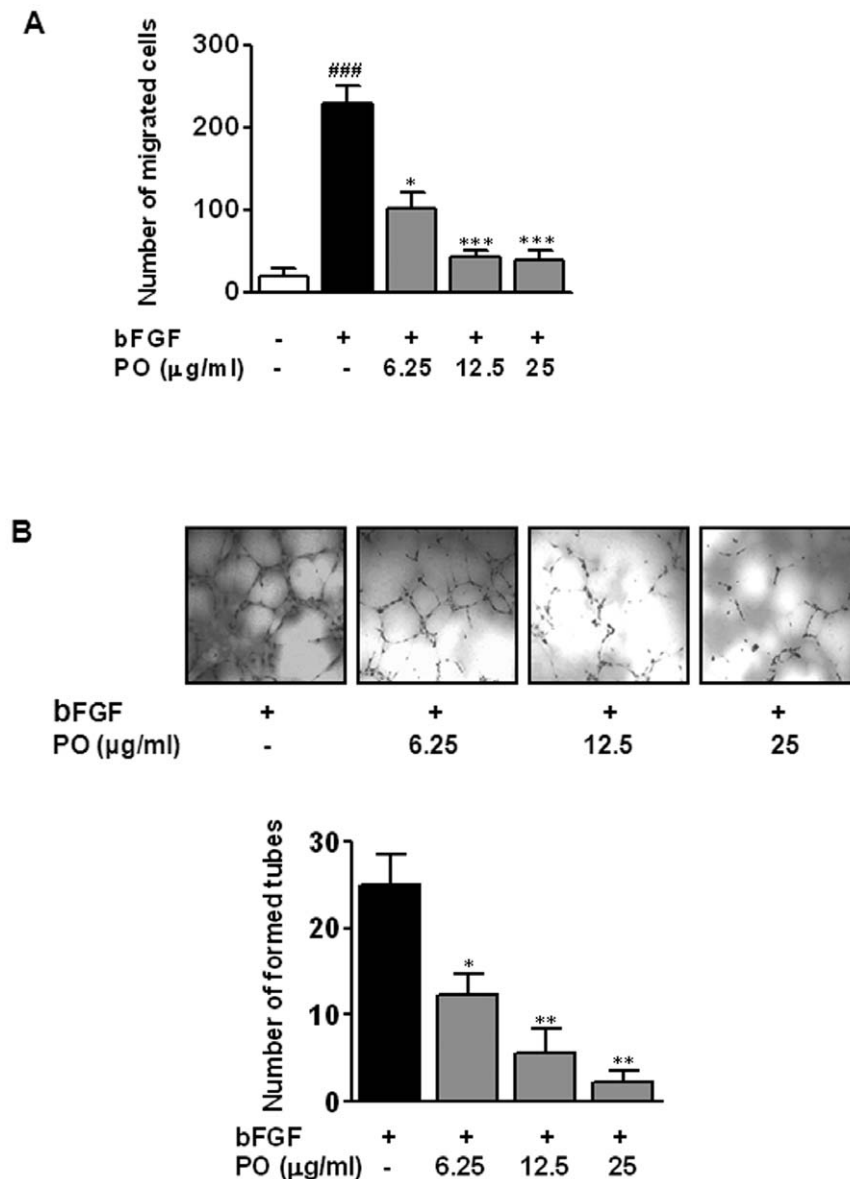 A
Number of migrated cells
300
200
100
0
###
*
*** ***
bFGF - + + + +
PO (μg/ml) - - 6.25 12.5 25
B
bFGF + + + +
PO (μg/ml) - 6.25 12.5 25
Number of formed tubes
30
20
10
0
*
**
**
bFGF + + + +
PO (μg/ml) - 6.25 12.5 25